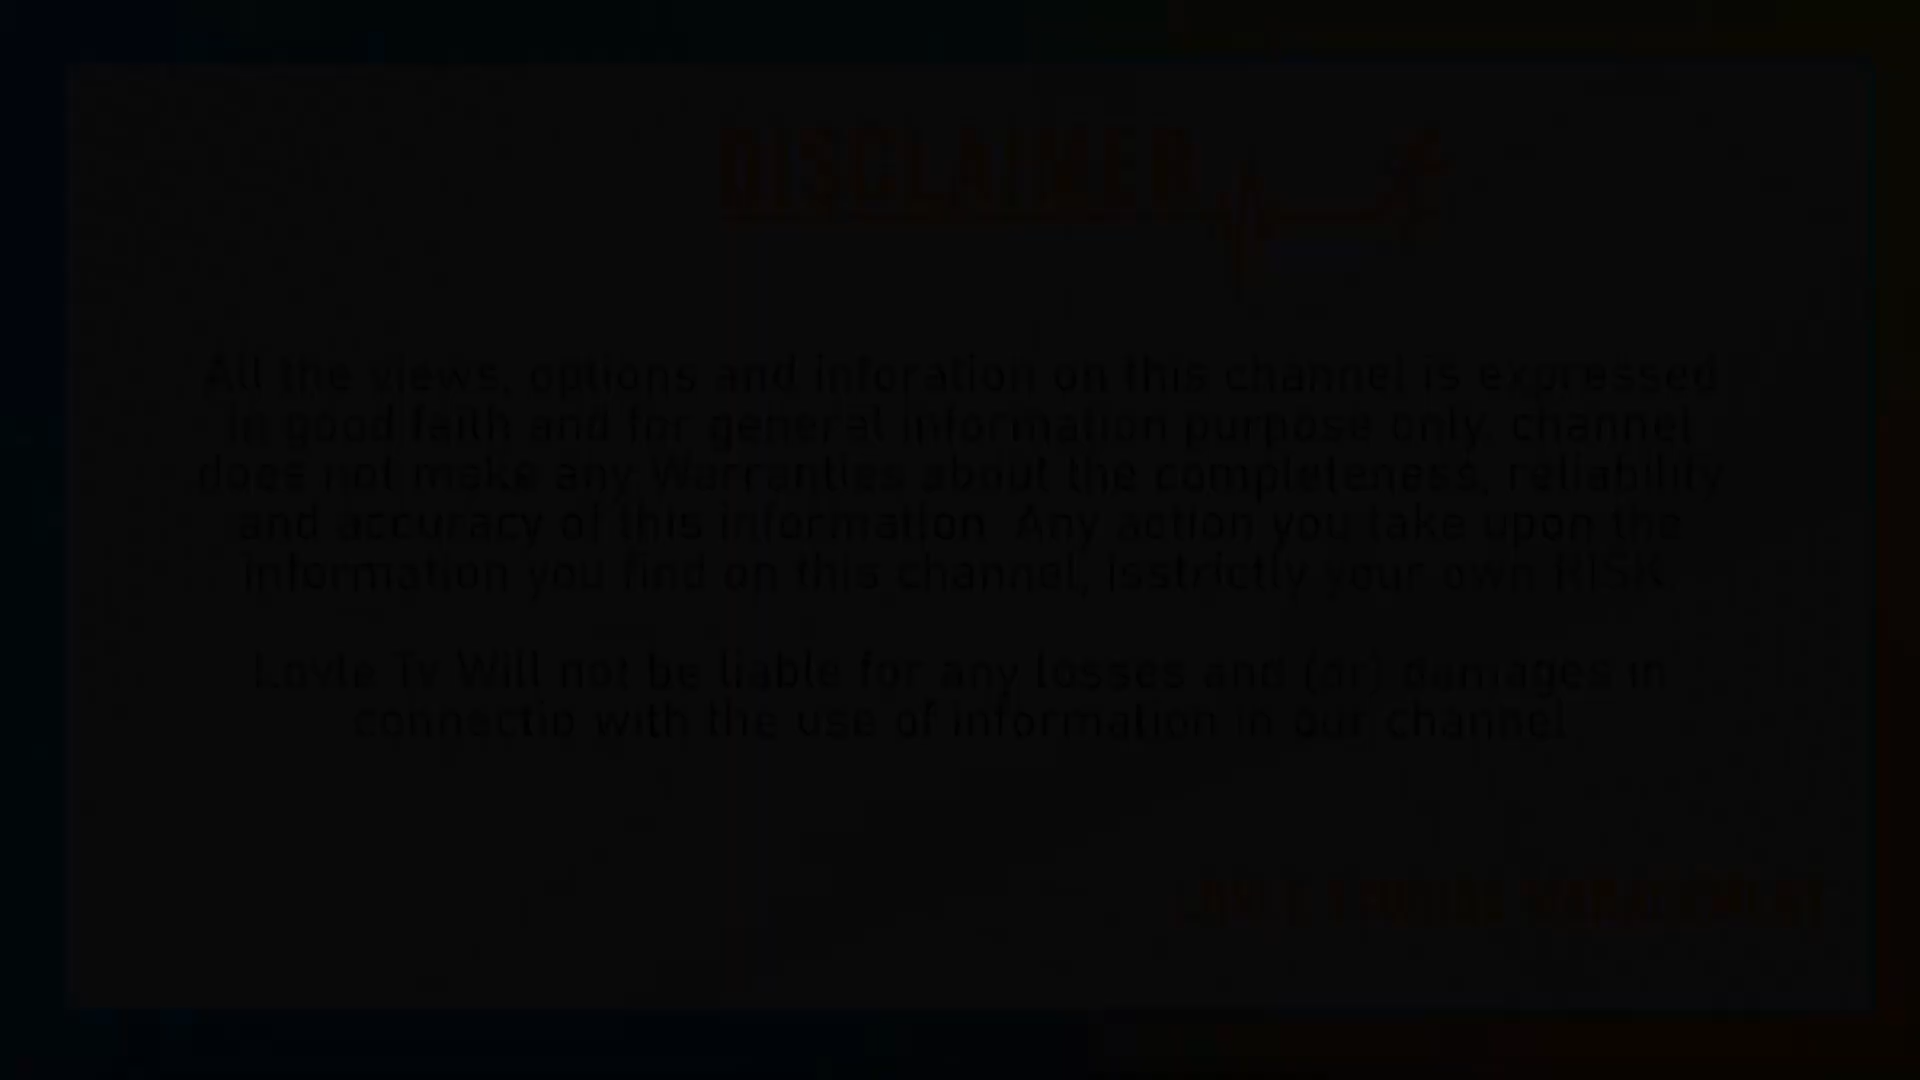 DISCLAIMER
All the views, options and inforation on this channel is expressed
in good faith and for general information purpose only. channel
does not make any Warranties about the completeness, reliability
and accuracy of this information. Any action you take upon the
information you find on this channel, isstrictly your own RISK.
Lovle Tv Will not be liable for any losses and (or) damages in
connectip with the use of information in our channel